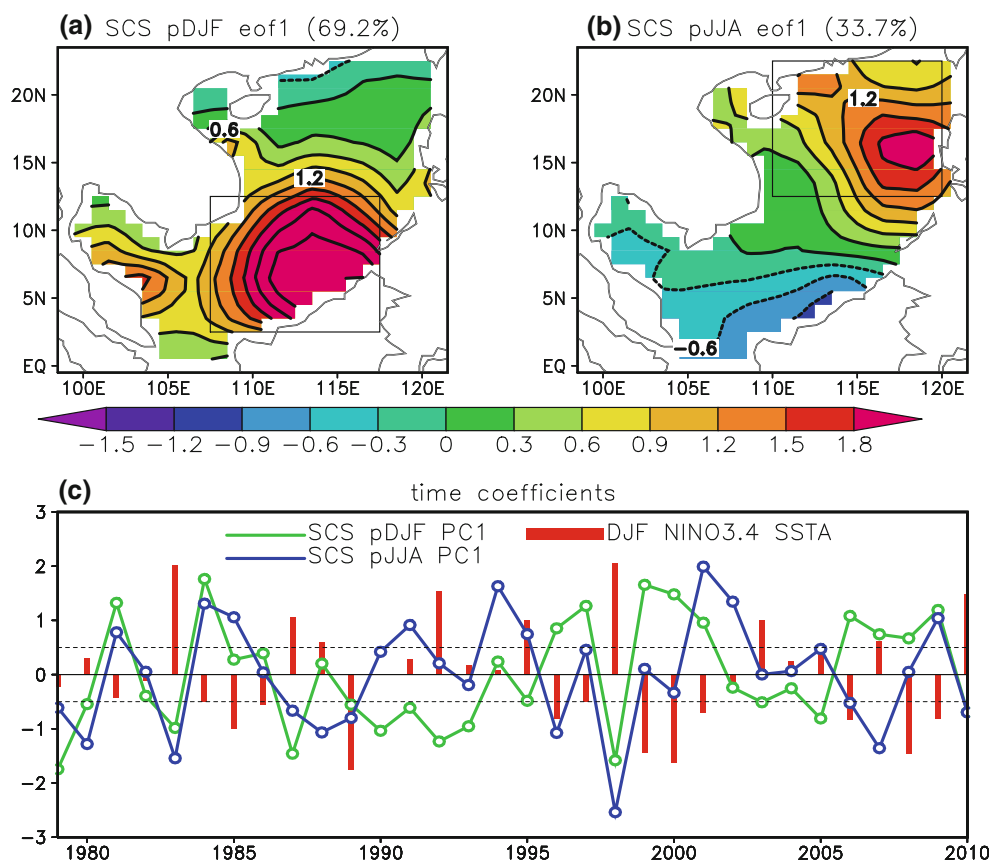 (a) SCS pDJF eof1 (69.2%)
(b) SCS pJJA eof1 (33.7%)
20N
15N
10N
5N
EQ
100E 105E 110E 115E 120E
0.6
1.2
20N
15N
10N
5N
EQ
100E 105E 110E 115E 120E
1.2
−0.6
−1.5 −1.2 −0.9 −0.6 −0.3 0 0.3 0.6 0.9 1.2 1.5 1.8
(c) time coefficients
SCS pDJF PC1
SCS pJJA PC1
DJF NINO3.4 SSTA
3
2
1
0
−1
−2
−3
1980 1985 1990 1995 2000 2005 2010